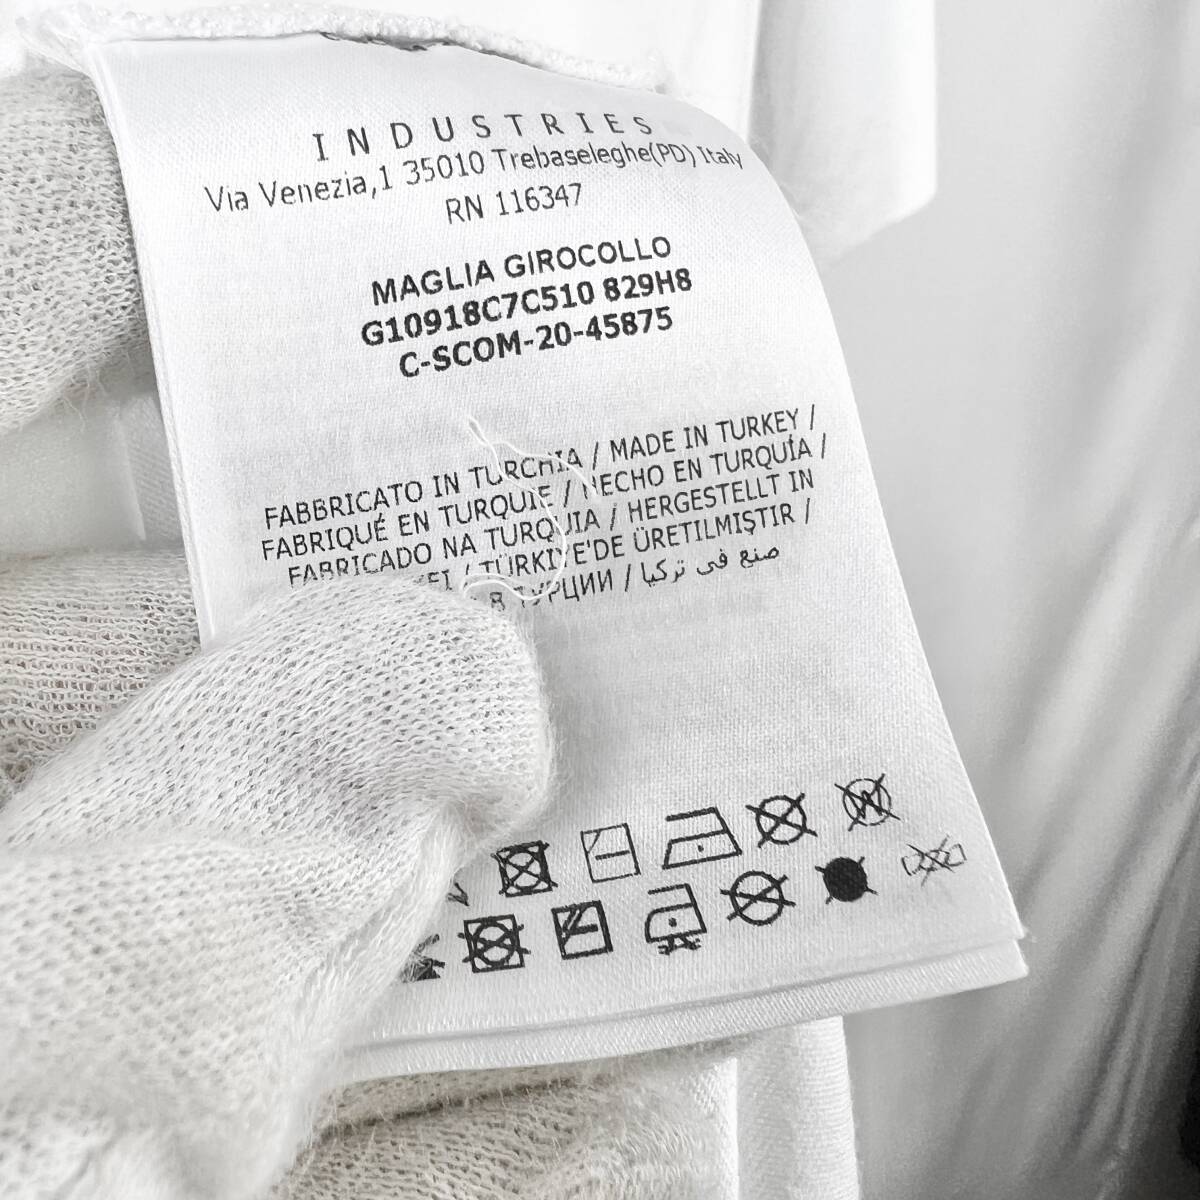 INDUSTRIES
Via Venezia,1 35010 Trebaseleghe(PD) Italy
RN 116347
MAGLIA GIROCOLLO
G10918C7C510 829H8
C-SCOM-20-45875
FABBRICATO IN TURCHIA / MADE IN TURKEY /
FABRIQUÉ EN TURQUIE / HECHO EN TURQUÍA /
FABRICADO NA TURQUIA / HERGESTELLT IN
/ TÜRKIYE'DE ÜRETILMIŞTIR /
В ТУРЦИИ / صنع في تركيا